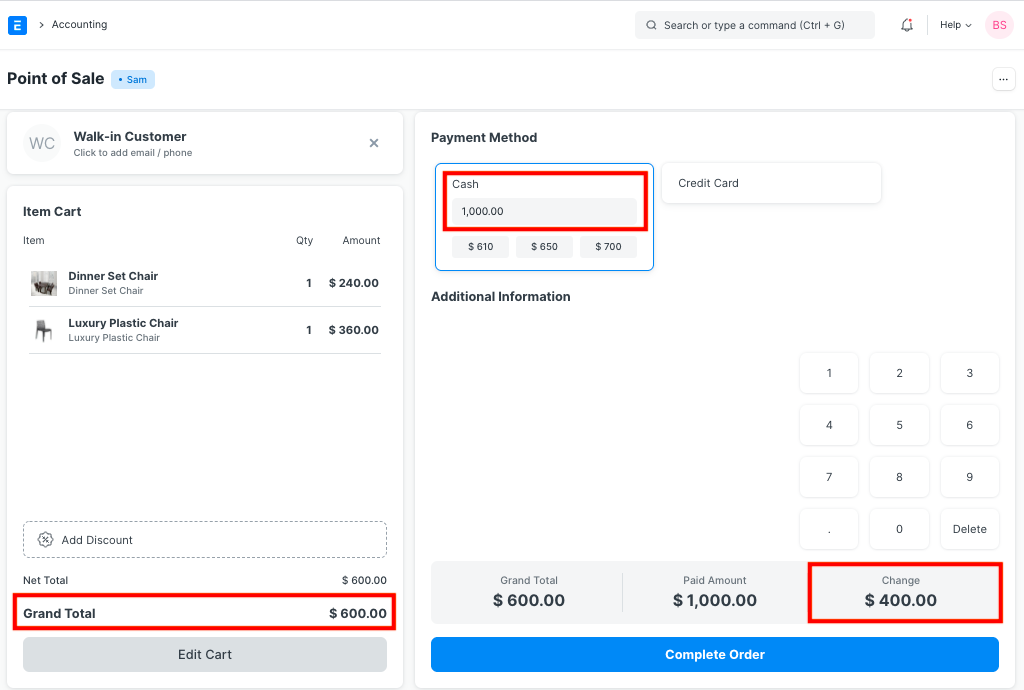 E
Accounting
Search or type a command (Ctrl + G)
Help
BS
Point of Sale
• Sam
...
WC
Walk-in Customer
Click to add email / phone
Item Cart
Item Qty Amount
Dinner Set Chair
Dinner Set Chair
1 $ 240.00
Luxury Plastic Chair
Luxury Plastic Chair
1 $ 360.00
Add Discount
Net Total $ 600.00
Grand Total $ 600.00
Edit Cart
Payment Method
Cash
1,000.00
$ 610 $ 650 $ 700
Credit Card
Additional Information
1 2 3
4 5 6
7 8 9
. 0 Delete
Grand Total
$ 600.00
Paid Amount
$ 1,000.00
Change
$ 400.00
Complete Order